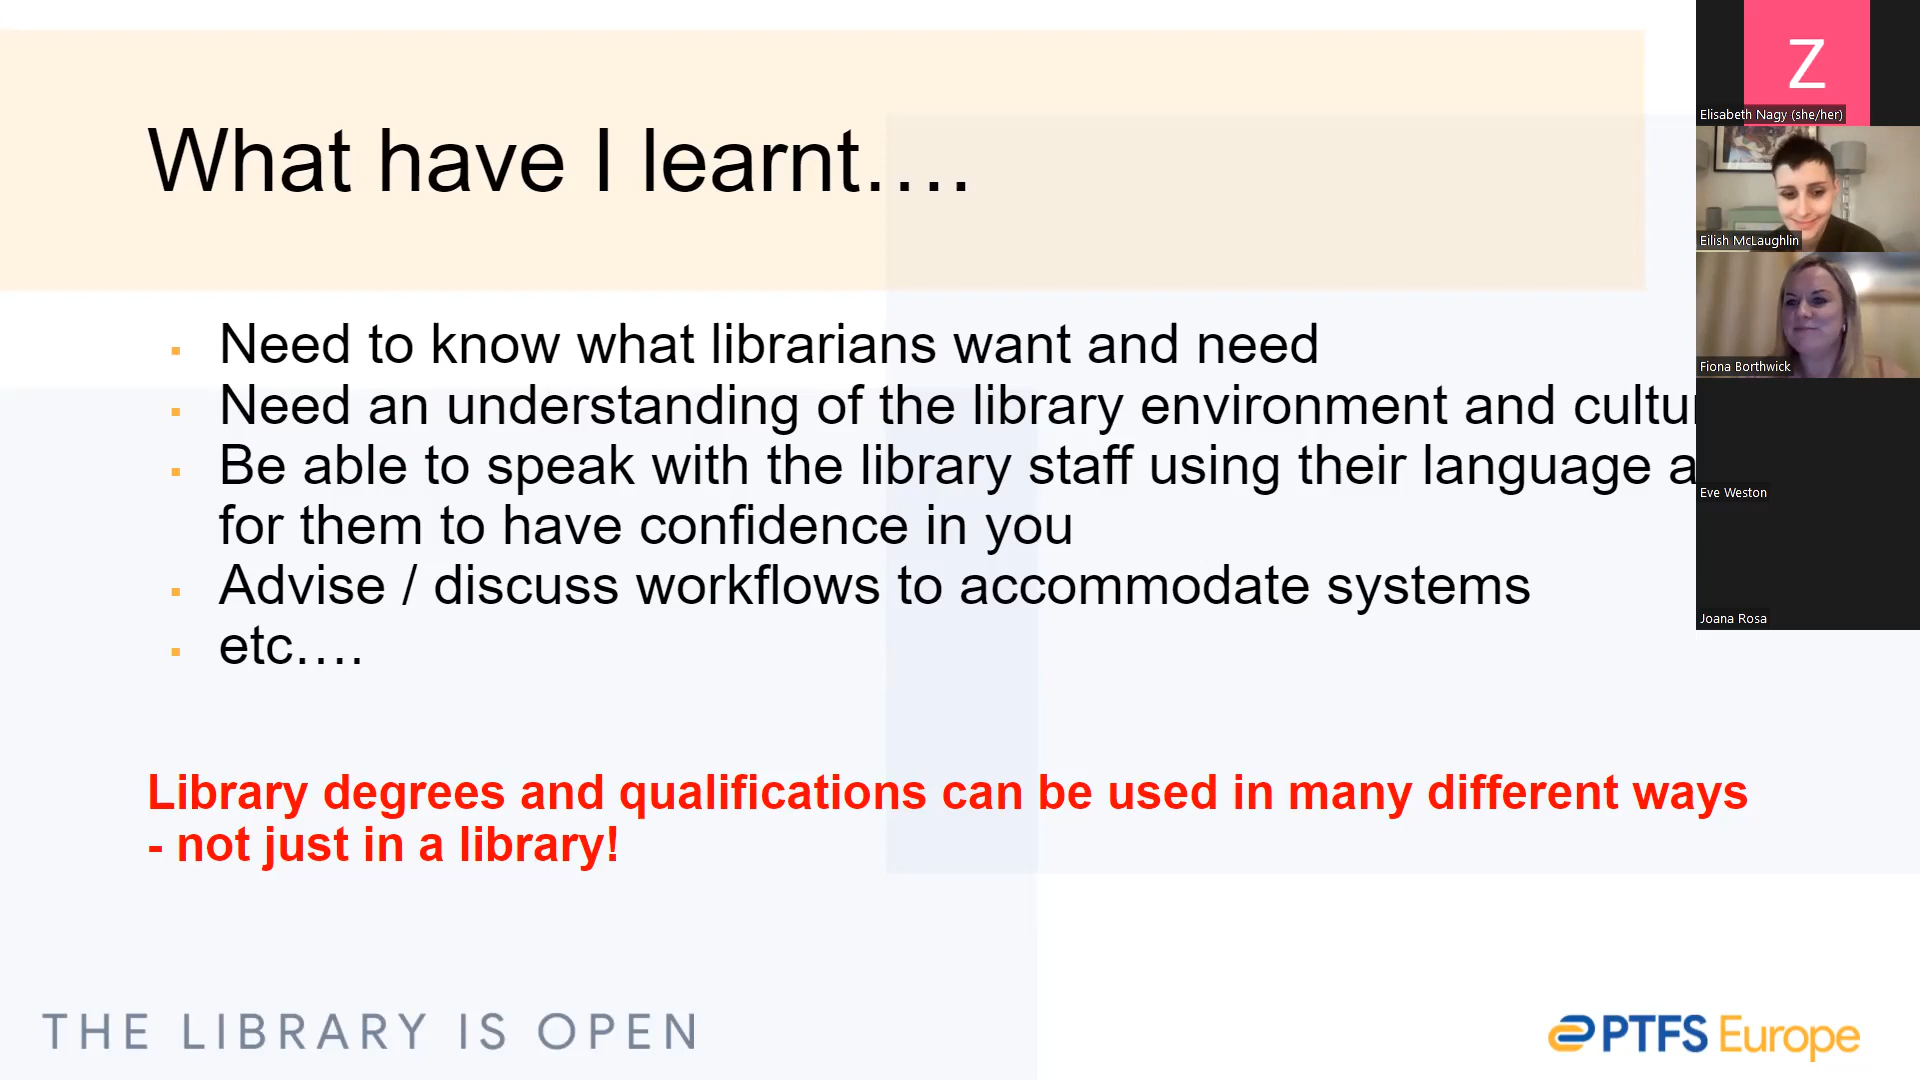 What have I learnt….
Need to know what librarians want and need
Need an understanding of the library environment and cultu
Be able to speak with the library staff using their language a
for them to have confidence in you
Advise / discuss workflows to accommodate systems
etc….
Library degrees and qualifications can be used in many different ways
- not just in a library!
THE LIBRARY IS OPEN
PTFS Europe
Z
Elisabeth Nagy (she/her)
Eilish McLaughlin
Fiona Borthwick
Eve Weston
Joana Rosa